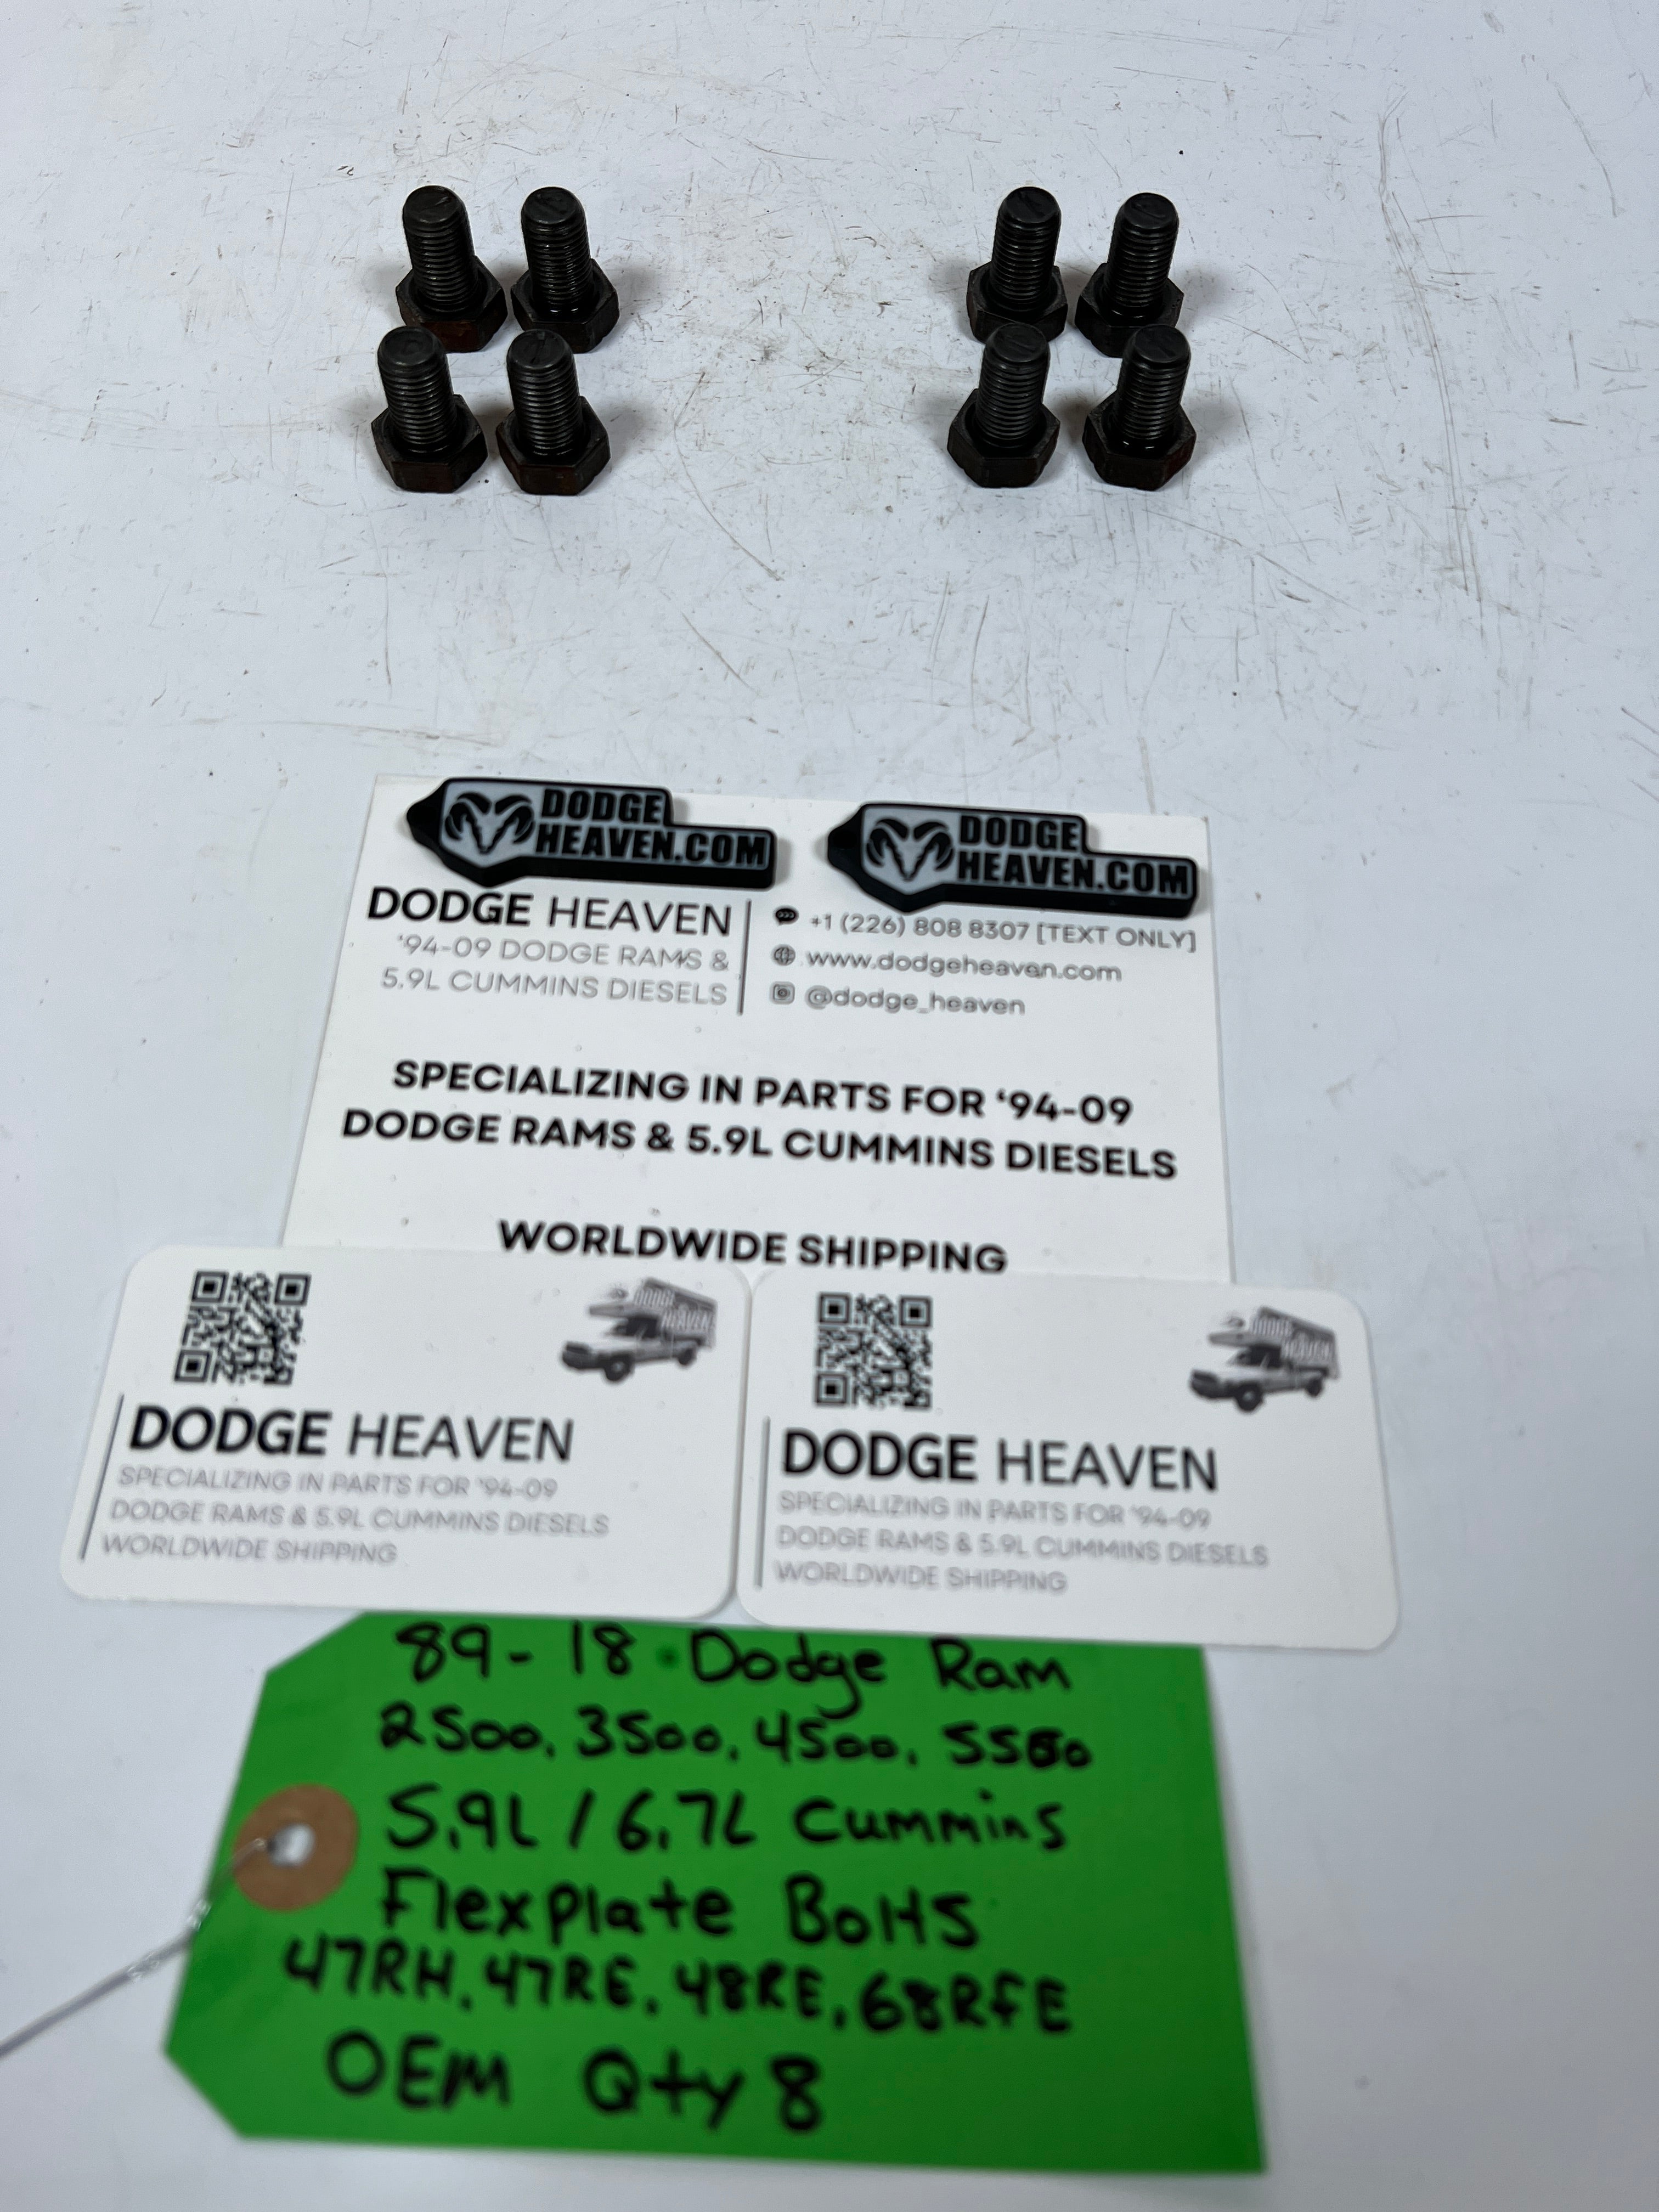 DODGE
HEAVEN.COM
DODGE
HEAVEN.COM
DODGE HEAVEN
‘94-09 DODGE RAMS &
5.9L CUMMINS DIESELS
+1 (226) 808 8307 [TEXT ONLY]
www.dodgeheaven.com
@dodge_heaven
SPECIALIZING IN PARTS FOR ‘94-09
DODGE RAMS & 5.9L CUMMINS DIESELS
WORLDWIDE SHIPPING
DODGE
HEAVEN
DODGE HEAVEN
SPECIALIZING IN PARTS FOR ‘94-09
DODGE RAMS & 5.9L CUMMINS DIESELS
WORLDWIDE SHIPPING
DODGE
HEAVEN
DODGE HEAVEN
SPECIALIZING IN PARTS FOR ‘94-09
DODGE RAMS & 5.9L CUMMINS DIESELS
WORLDWIDE SHIPPING
89-18 Dodge Ram
2500, 3500, 4500, 5500
5.9L / 6.7L Cummins
Flexplate Bolts
47RH, 47RE, 48RE, 68RFE
OEM Qty 8